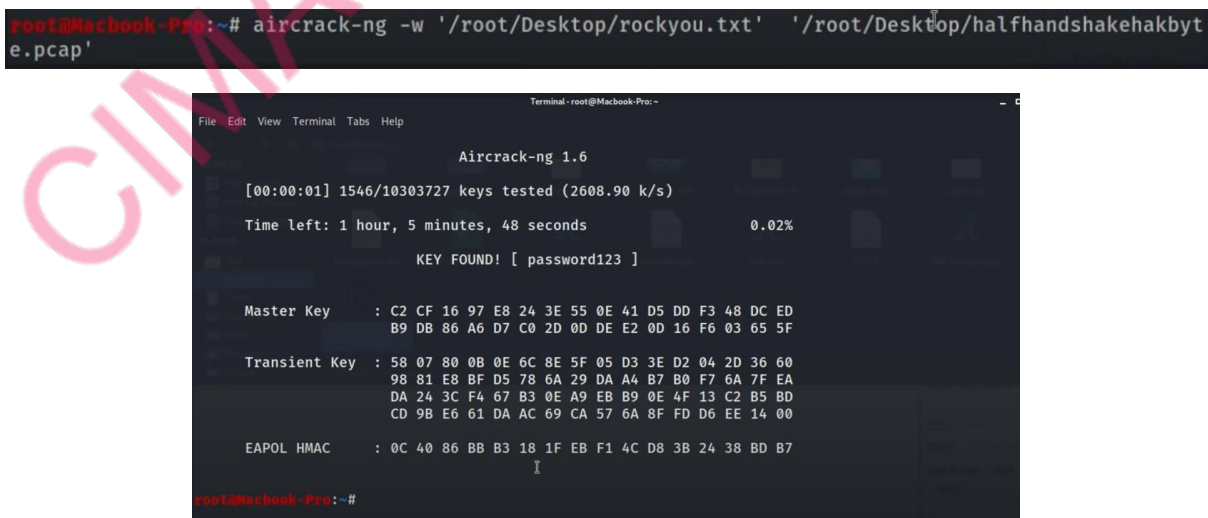 root@Macbook-Pro:~# aircrack-ng -w '/root/Desktop/rockyou.txt'  '/root/Desktop/halfhandshakehakbyt
e.pcap'
CIMA
Terminal - root@Macbook-Pro: ~
File Edit View Terminal Tabs Help
Aircrack-ng 1.6
[00:00:01] 1546/10303727 keys tested (2608.90 k/s)
Time left: 1 hour, 5 minutes, 48 seconds 0.02%
KEY FOUND! [ password123 ]
Master Key : C2 CF 16 97 E8 24 3E 55 0E 41 D5 DD F3 48 DC ED
B9 DB 86 A6 D7 C0 2D 0D DE E2 0D 16 F6 03 65 5F
Transient Key : 58 07 80 0B 0E 6C 8E 5F 05 D3 3E D2 04 2D 36 60
98 81 E8 BF D5 78 6A 29 DA A4 B7 B0 F7 6A 7F EA
DA 24 3C F4 67 B3 0E A9 EB B9 0E 4F 13 C2 B5 BD
CD 9B E6 61 DA AC 69 CA 57 6A 8F FD D6 EE 14 00
EAPOL HMAC : 0C 40 86 BB B3 18 1F EB F1 4C D8 3B 24 38 BD B7
root@Macbook-Pro:~#